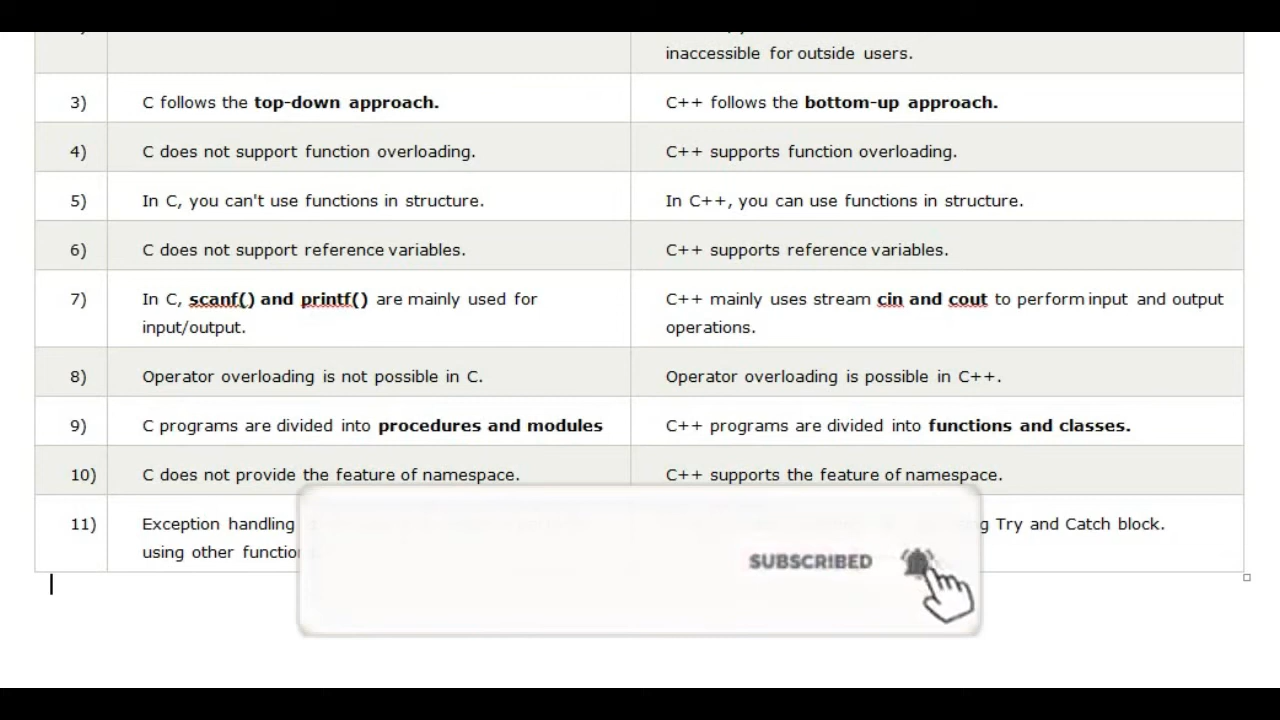 inaccessible for outside users.
3) C follows the top-down approach. C++ follows the bottom-up approach.
4) C does not support function overloading. C++ supports function overloading.
5) In C, you can't use functions in structure. In C++, you can use functions in structure.
6) C does not support reference variables. C++ supports reference variables.
7) In C, scanf() and printf() are mainly used for C++ mainly uses stream cin and cout to perform input and output
input/output. operations.
8) Operator overloading is not possible in C. Operator overloading is possible in C++.
9) C programs are divided into procedures and modules C++ programs are divided into functions and classes.
10) C does not provide the feature of namespace. C++ supports the feature of namespace.
11) Exception handling Try and Catch block.
using other
SUBSCRIBED